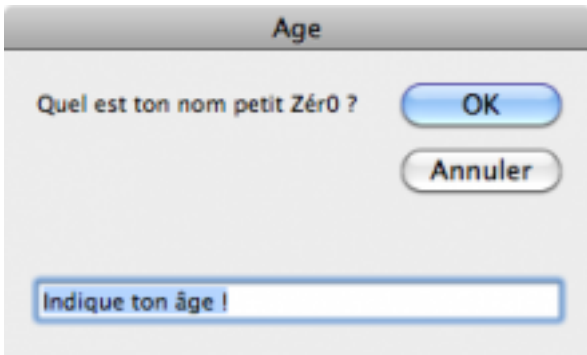 Age
Quel est ton nom petit Zér0 ?
OK
Annuler
Indique ton âge !